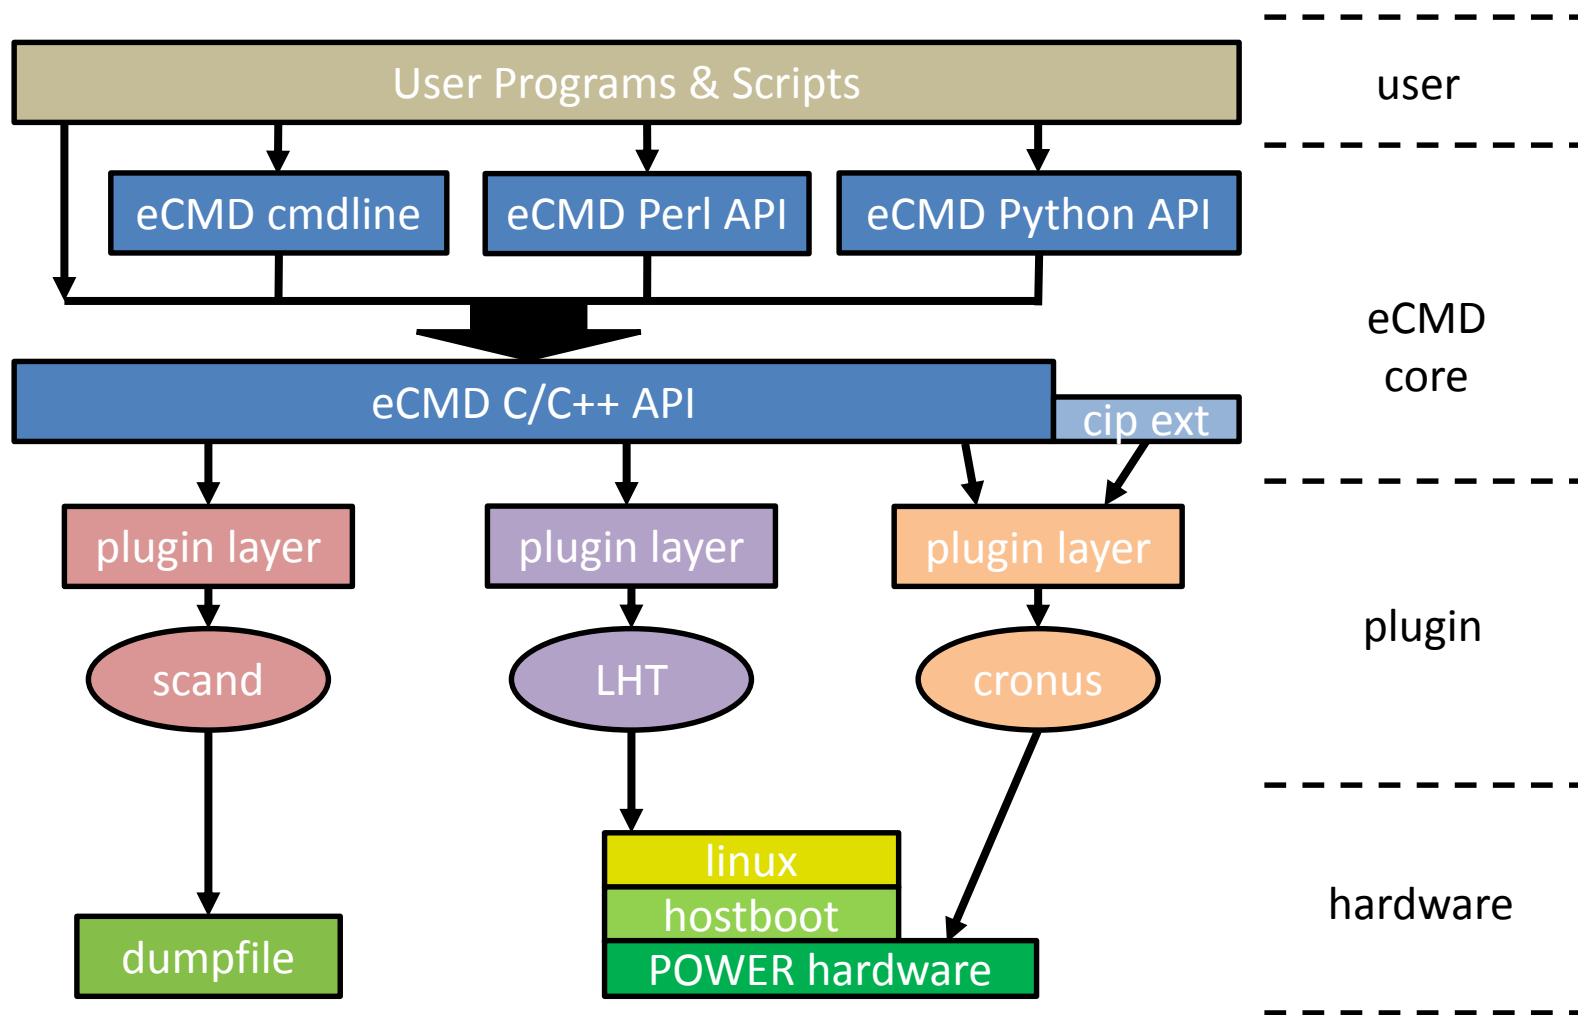 User Programs & Scripts
user
eCMD cmdline
eCMD Perl API
eCMD Python API
eCMD
core
eCMD C/C++ API
cip ext
plugin layer
plugin layer
plugin layer
plugin
scand
LHT
cronus
linux
hostboot
hardware
dumpfile
POWER hardware